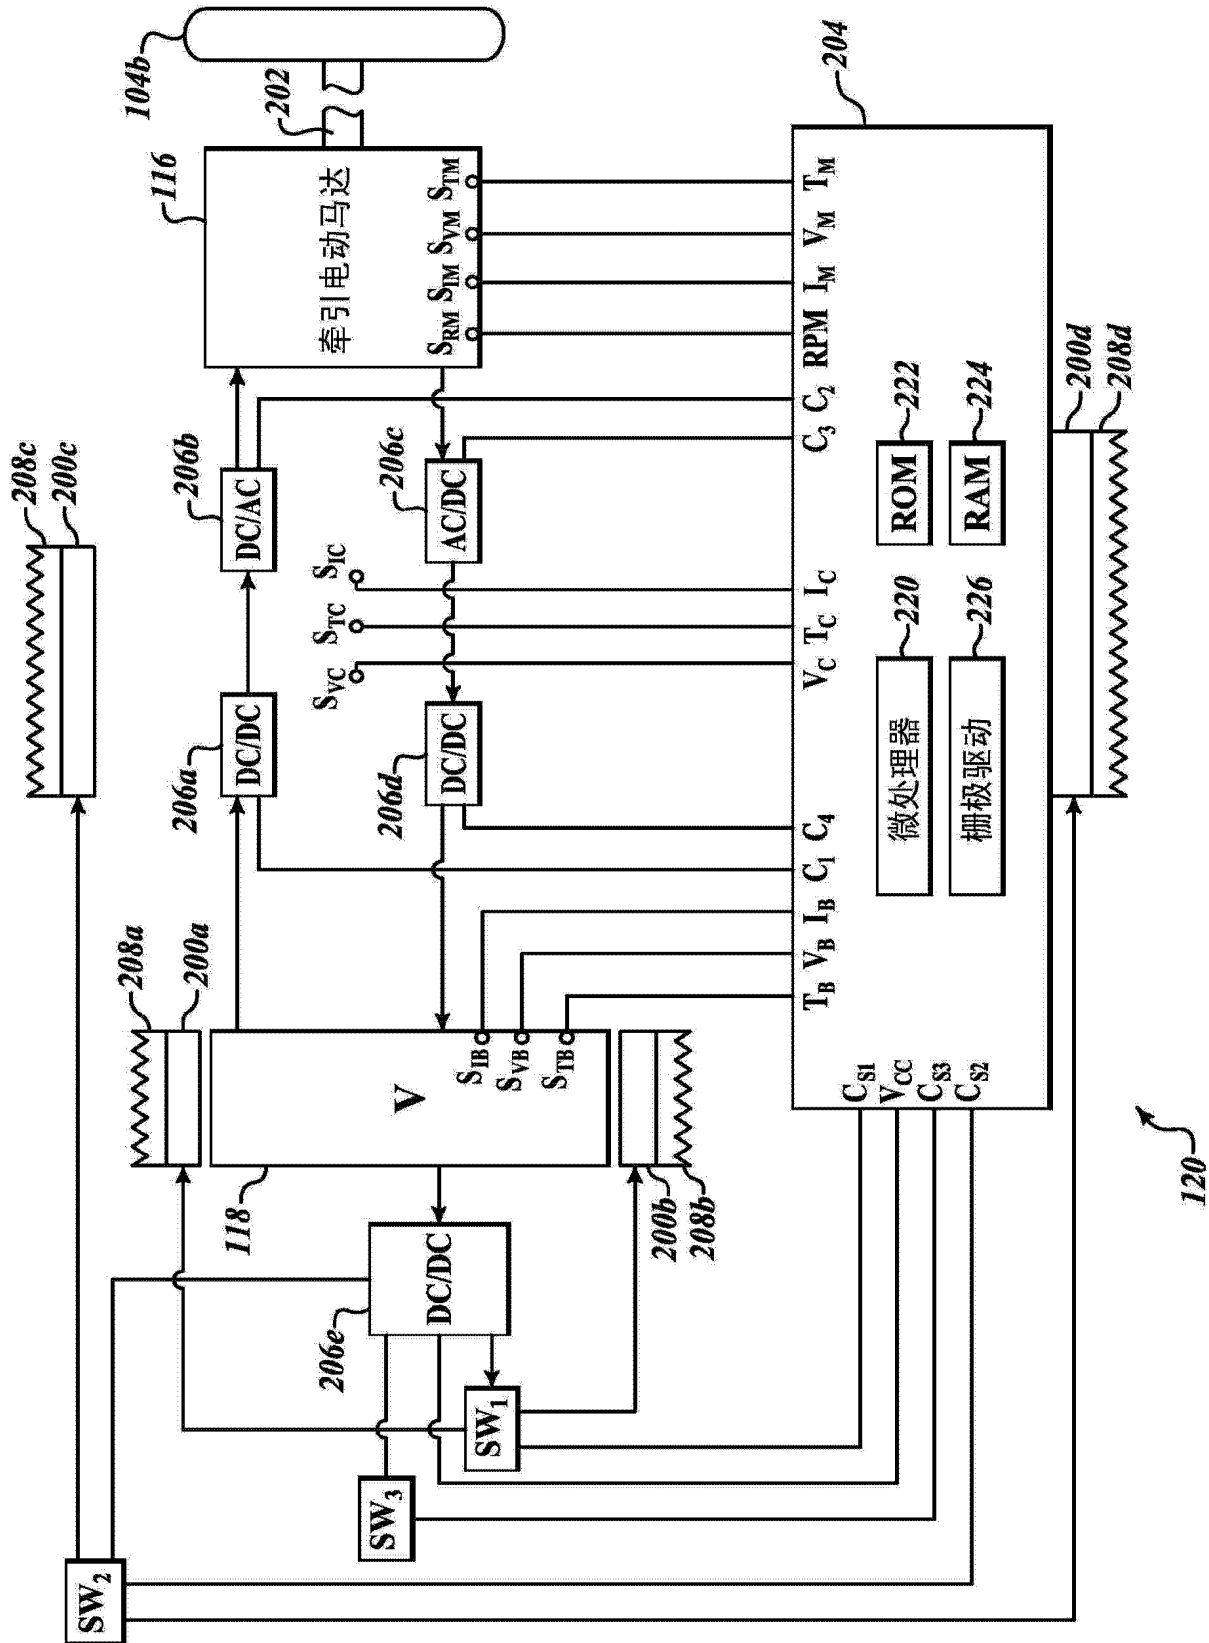 104b
202
116
牵引电动马达
S_TM
S_VM
S_IM
S_RM
204
T_M
V_M
I_M
RPM
C_2
C_3
I_C
T_C
V_C
C_4
C_1
I_B
V_B
T_B
C_S1
V_CC
C_S3
C_S2
ROM
222
RAM
224
微处理器
220
栅极驱动
226
200d
208d
208c
200c
206b
DC/AC
206c
AC/DC
S_IC
S_TC
S_VC
206a
DC/DC
206d
DC/DC
208a
200a
V
S_IB
S_VB
S_TB
118
200b
208b
206e
DC/DC
SW_1
SW_3
SW_2
120